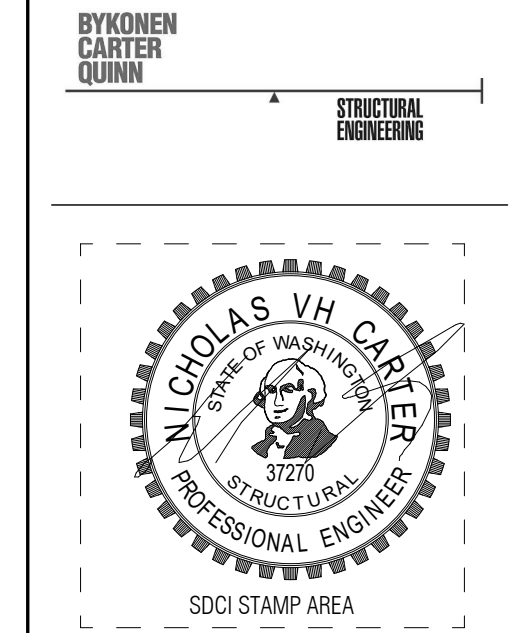 BYKONEN
CARTER
QUINN
STRUCTURAL
ENGINEERING
NICHOLAS VH CARTER
STATE OF WASHINGTON
37270
STRUCTURAL
PROFESSIONAL ENGINEER
SDCI STAMP AREA